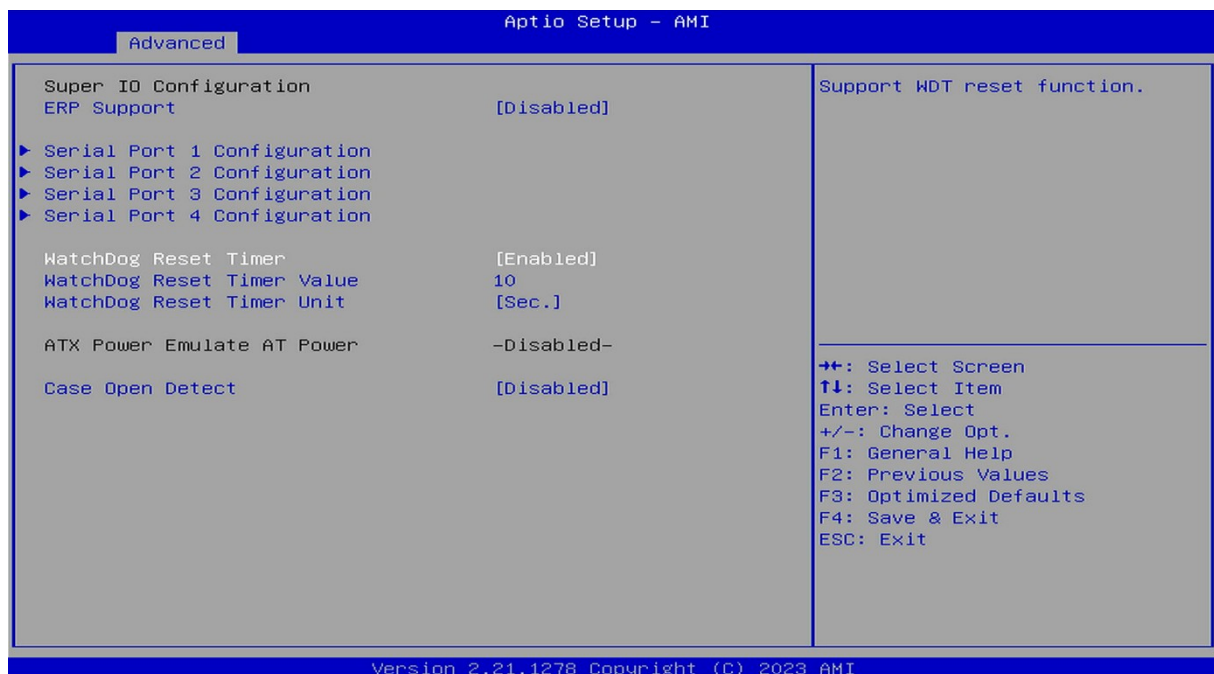 Aptio Setup – AMI
Advanced
Super IO Configuration
ERP Support [Disabled]
▶ Serial Port 1 Configuration
▶ Serial Port 2 Configuration
▶ Serial Port 3 Configuration
▶ Serial Port 4 Configuration
WatchDog Reset Timer [Enabled]
WatchDog Reset Timer Value 10
WatchDog Reset Timer Unit [Sec.]
ATX Power Emulate AT Power –Disabled–
Case Open Detect [Disabled]
Support WDT reset function.
→←: Select Screen
↑↓: Select Item
Enter: Select
+/-: Change Opt.
F1: General Help
F2: Previous Values
F3: Optimized Defaults
F4: Save & Exit
ESC: Exit
Version 2.21.1278 Copyright (C) 2023 AMI